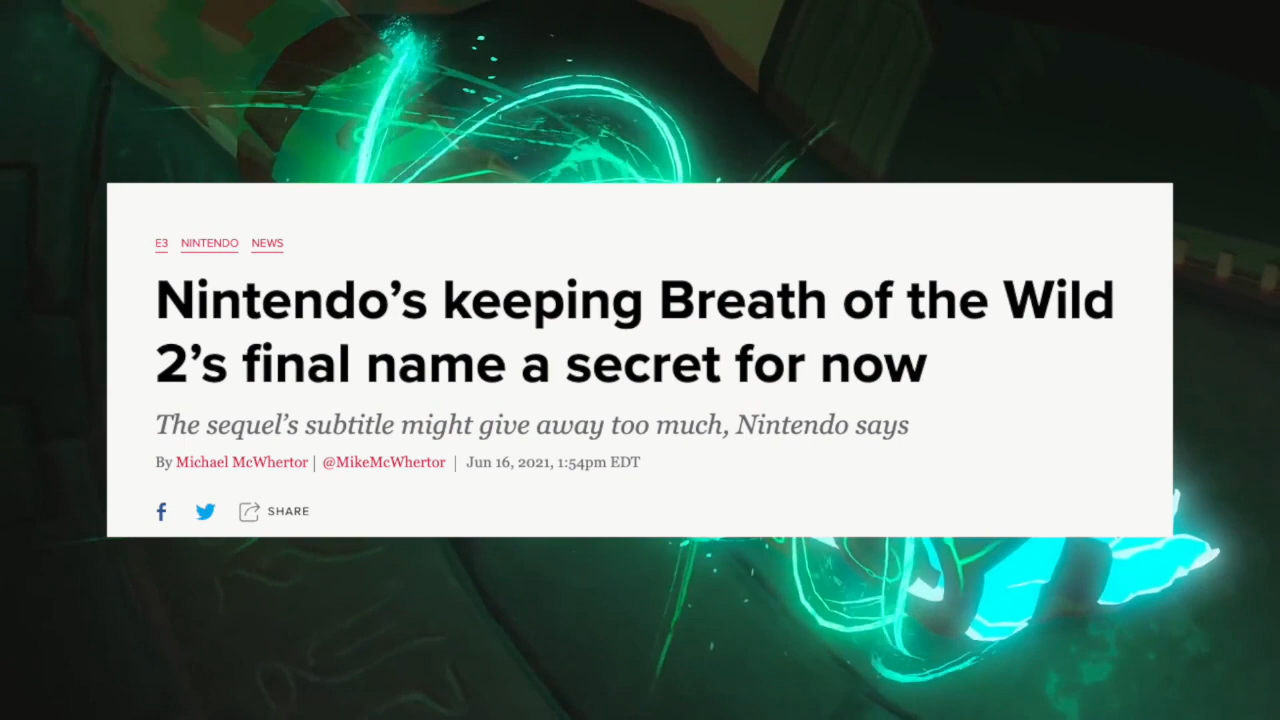 E3 NINTENDO NEWS
Nintendo’s keeping Breath of the Wild
2’s final name a secret for now
The sequel’s subtitle might give away too much, Nintendo says
By Michael McWhertor | @MikeMcWhertor | Jun 16, 2021, 1:54pm EDT
SHARE